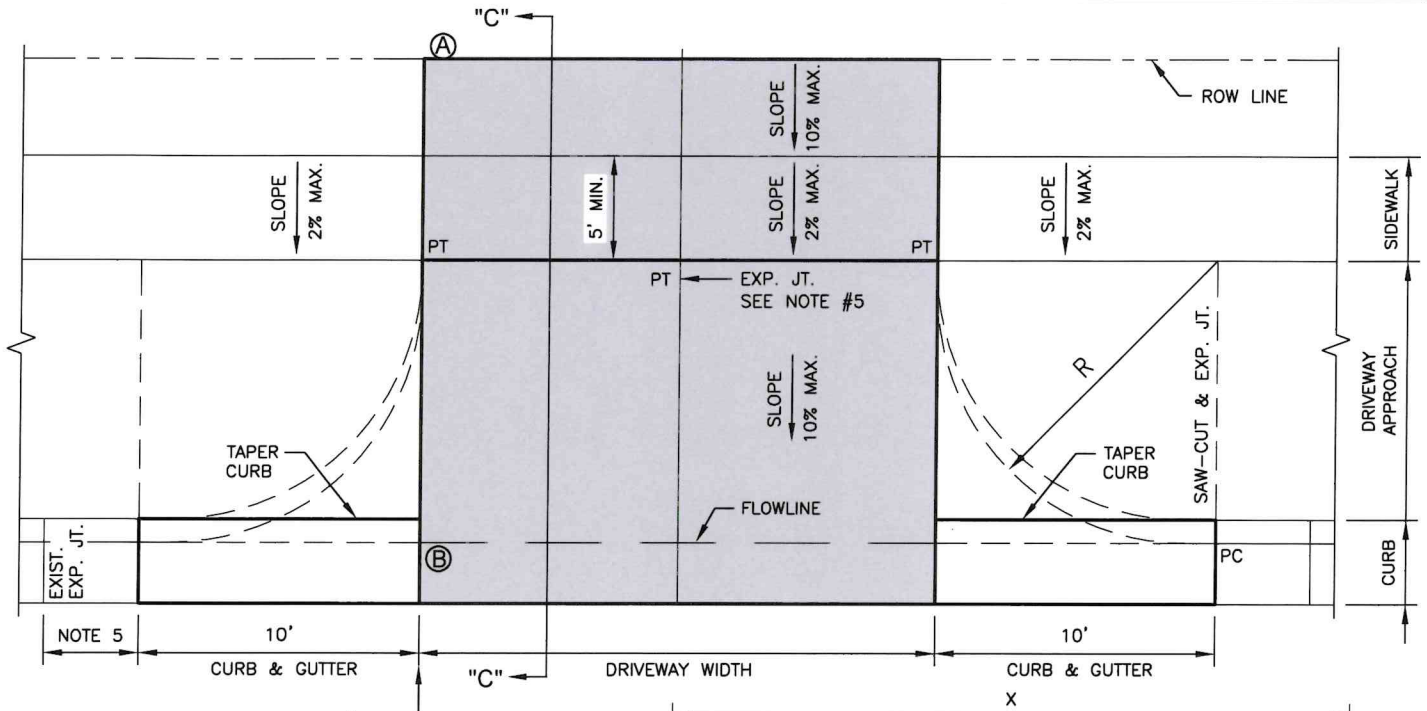 "C"
A
ROW LINE
SLOPE
10% MAX.
SLOPE
2% MAX.
5' MIN.
SLOPE
2% MAX.
SLOPE
2% MAX.
SIDEWALK
PT
PT
PT
EXP. JT.
SEE NOTE #5
SLOPE
10% MAX.
R
SAW-CUT & EXP. JT.
DRIVEWAY
APPROACH
TAPER
CURB
TAPER
CURB
FLOWLINE
EXIST.
EXP. JT.
B
PC
CURB
NOTE 5
10'
CURB & GUTTER
"C"
DRIVEWAY WIDTH
10'
CURB & GUTTER
X